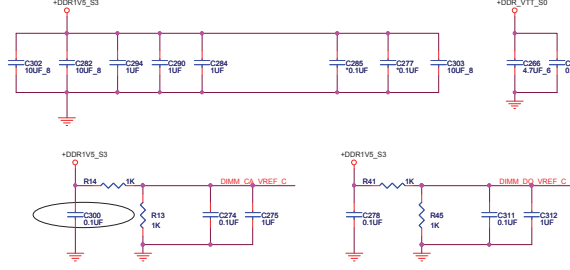 +DDR1V5_S3
+DDR_VTT_S0
C302
10UF_8
C282
10UF_8
C294
1UF
C290
1UF
C284
1UF
C285
*0.1UF
C277
*0.1UF
C303
10UF_8
C266
4.7UF_6
+DDR1V5_S3
+DDR1V5_S3
R14
1K
DIMM_CA_VREF_C
R41
1K
DIMM_DQ_VREF_C
C300
0.1UF
R13
1K
C274
0.1UF
C275
1UF
C278
0.1UF
R45
1K
C311
0.1UF
C312
1UF